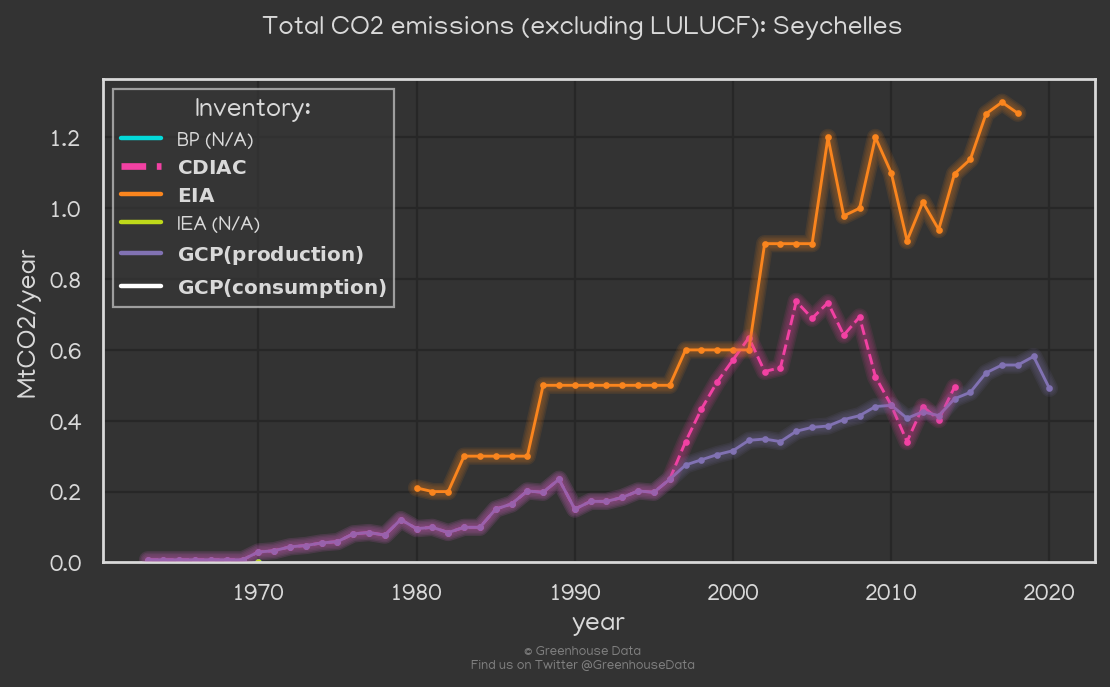 Total CO2 emissions (excluding LULUCF): Seychelles
Inventory:
BP (N/A)
CDIAC
EIA
IEA (N/A)
GCP(production)
GCP(consumption)
MtCO2/year
1.2
1.0
0.8
0.6
0.4
0.2
0.0
1970 1980 1990 2000 2010 2020
year
© Greenhouse Data
Find us on Twitter @GreenhouseData